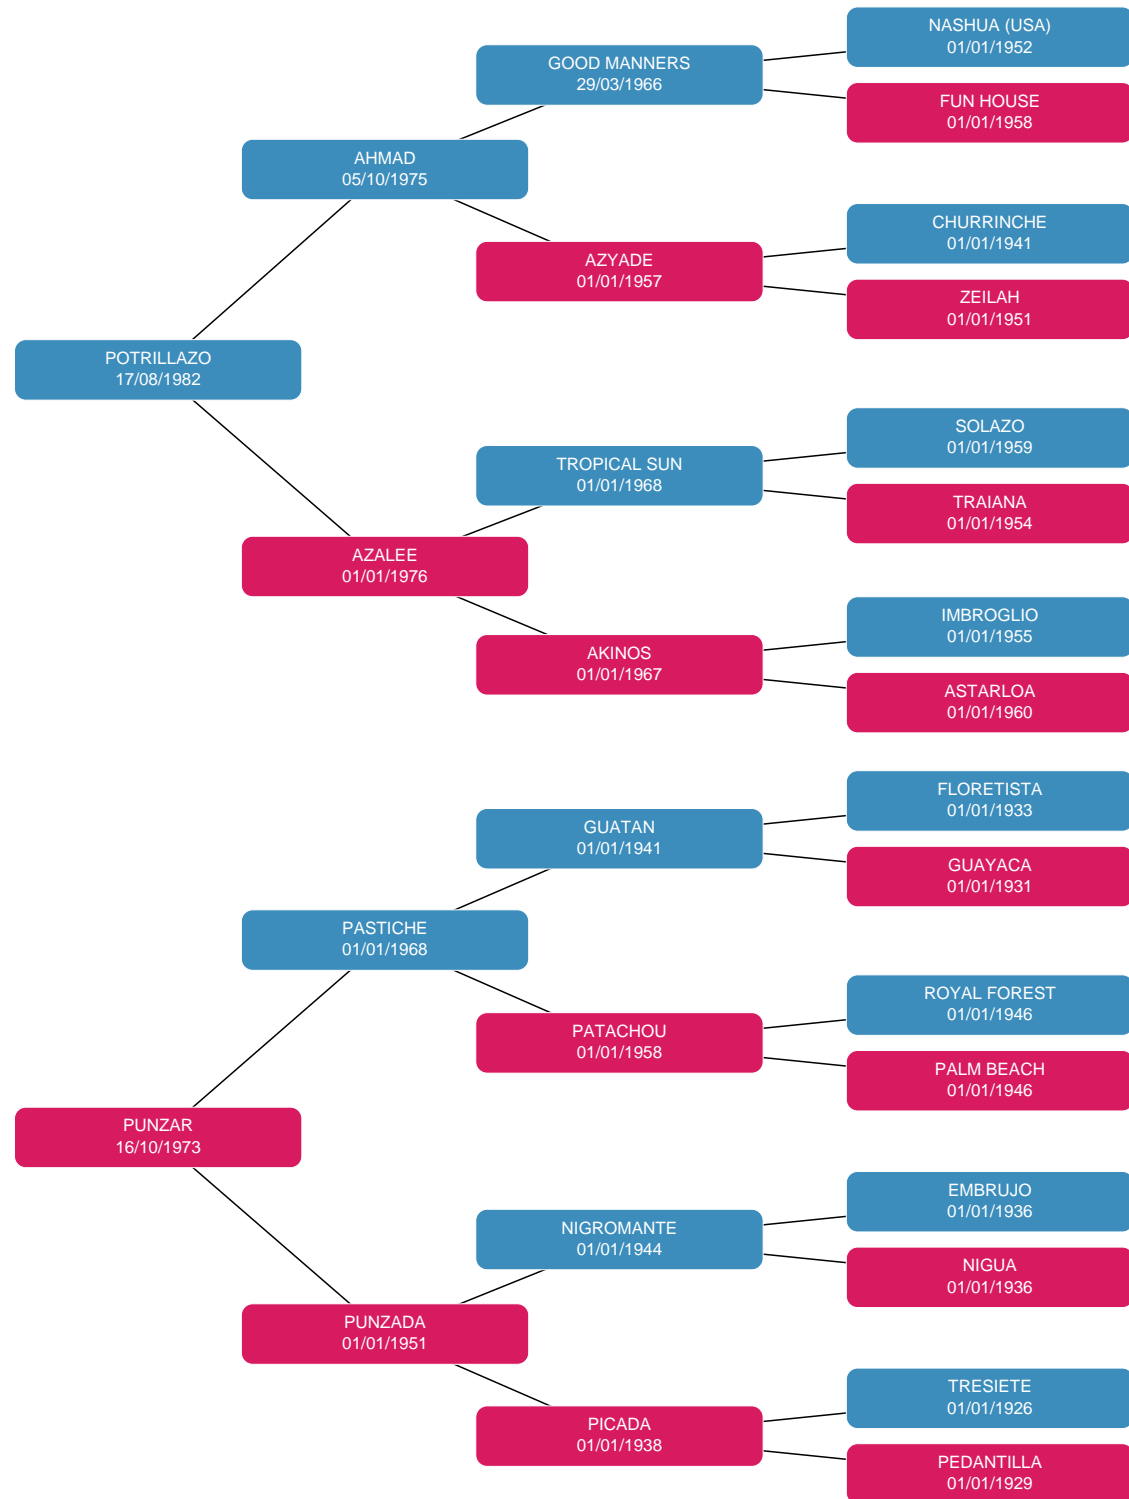 NASHUA (USA)
01/01/1952
GOOD MANNERS
29/03/1966
FUN HOUSE
01/01/1958
AHMAD
05/10/1975
CHURRINCHE
01/01/1941
AZYADE
01/01/1957
ZEILAH
01/01/1951
POTRILLAZO
17/08/1982
SOLAZO
01/01/1959
TROPICAL SUN
01/01/1968
TRAIANA
01/01/1954
AZALEE
01/01/1976
IMBROGLIO
01/01/1955
AKINOS
01/01/1967
ASTARLOA
01/01/1960
FLORETISTA
01/01/1933
GUATAN
01/01/1941
GUAYACA
01/01/1931
PASTICHE
01/01/1968
ROYAL FOREST
01/01/1946
PATACHOU
01/01/1958
PALM BEACH
01/01/1946
PUNZAR
16/10/1973
EMBRUJO
01/01/1936
NIGROMANTE
01/01/1944
NIGUA
01/01/1936
PUNZADA
01/01/1951
TRESIETE
01/01/1926
PICADA
01/01/1938
PEDANTILLA
01/01/1929